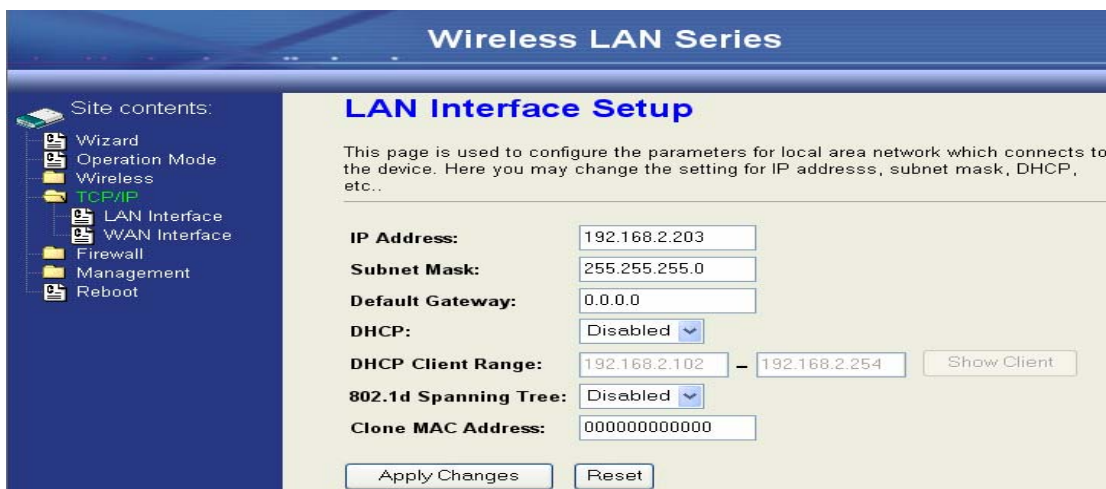 Wireless LAN Series
Site contents:
Wizard
Operation Mode
Wireless
TCP/IP
LAN Interface
WAN Interface
Firewall
Management
Reboot
LAN Interface Setup
This page is used to configure the parameters for local area network which connects to
the device. Here you may change the setting for IP addresss, subnet mask, DHCP,
etc..
IP Address: 192.168.2.203
Subnet Mask: 255.255.255.0
Default Gateway: 0.0.0.0
DHCP: Disabled
DHCP Client Range: 192.168.2.102 – 192.168.2.254 Show Client
802.1d Spanning Tree: Disabled
Clone MAC Address: 000000000000
Apply Changes Reset